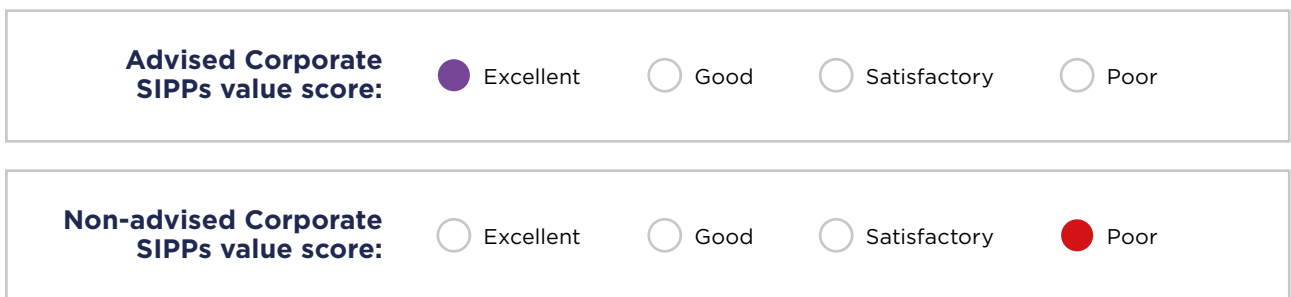 Advised Corporate
SIPPs value score:
Excellent Good Satisfactory Poor
Non-advised Corporate
SIPPs value score:
Excellent Good Satisfactory Poor